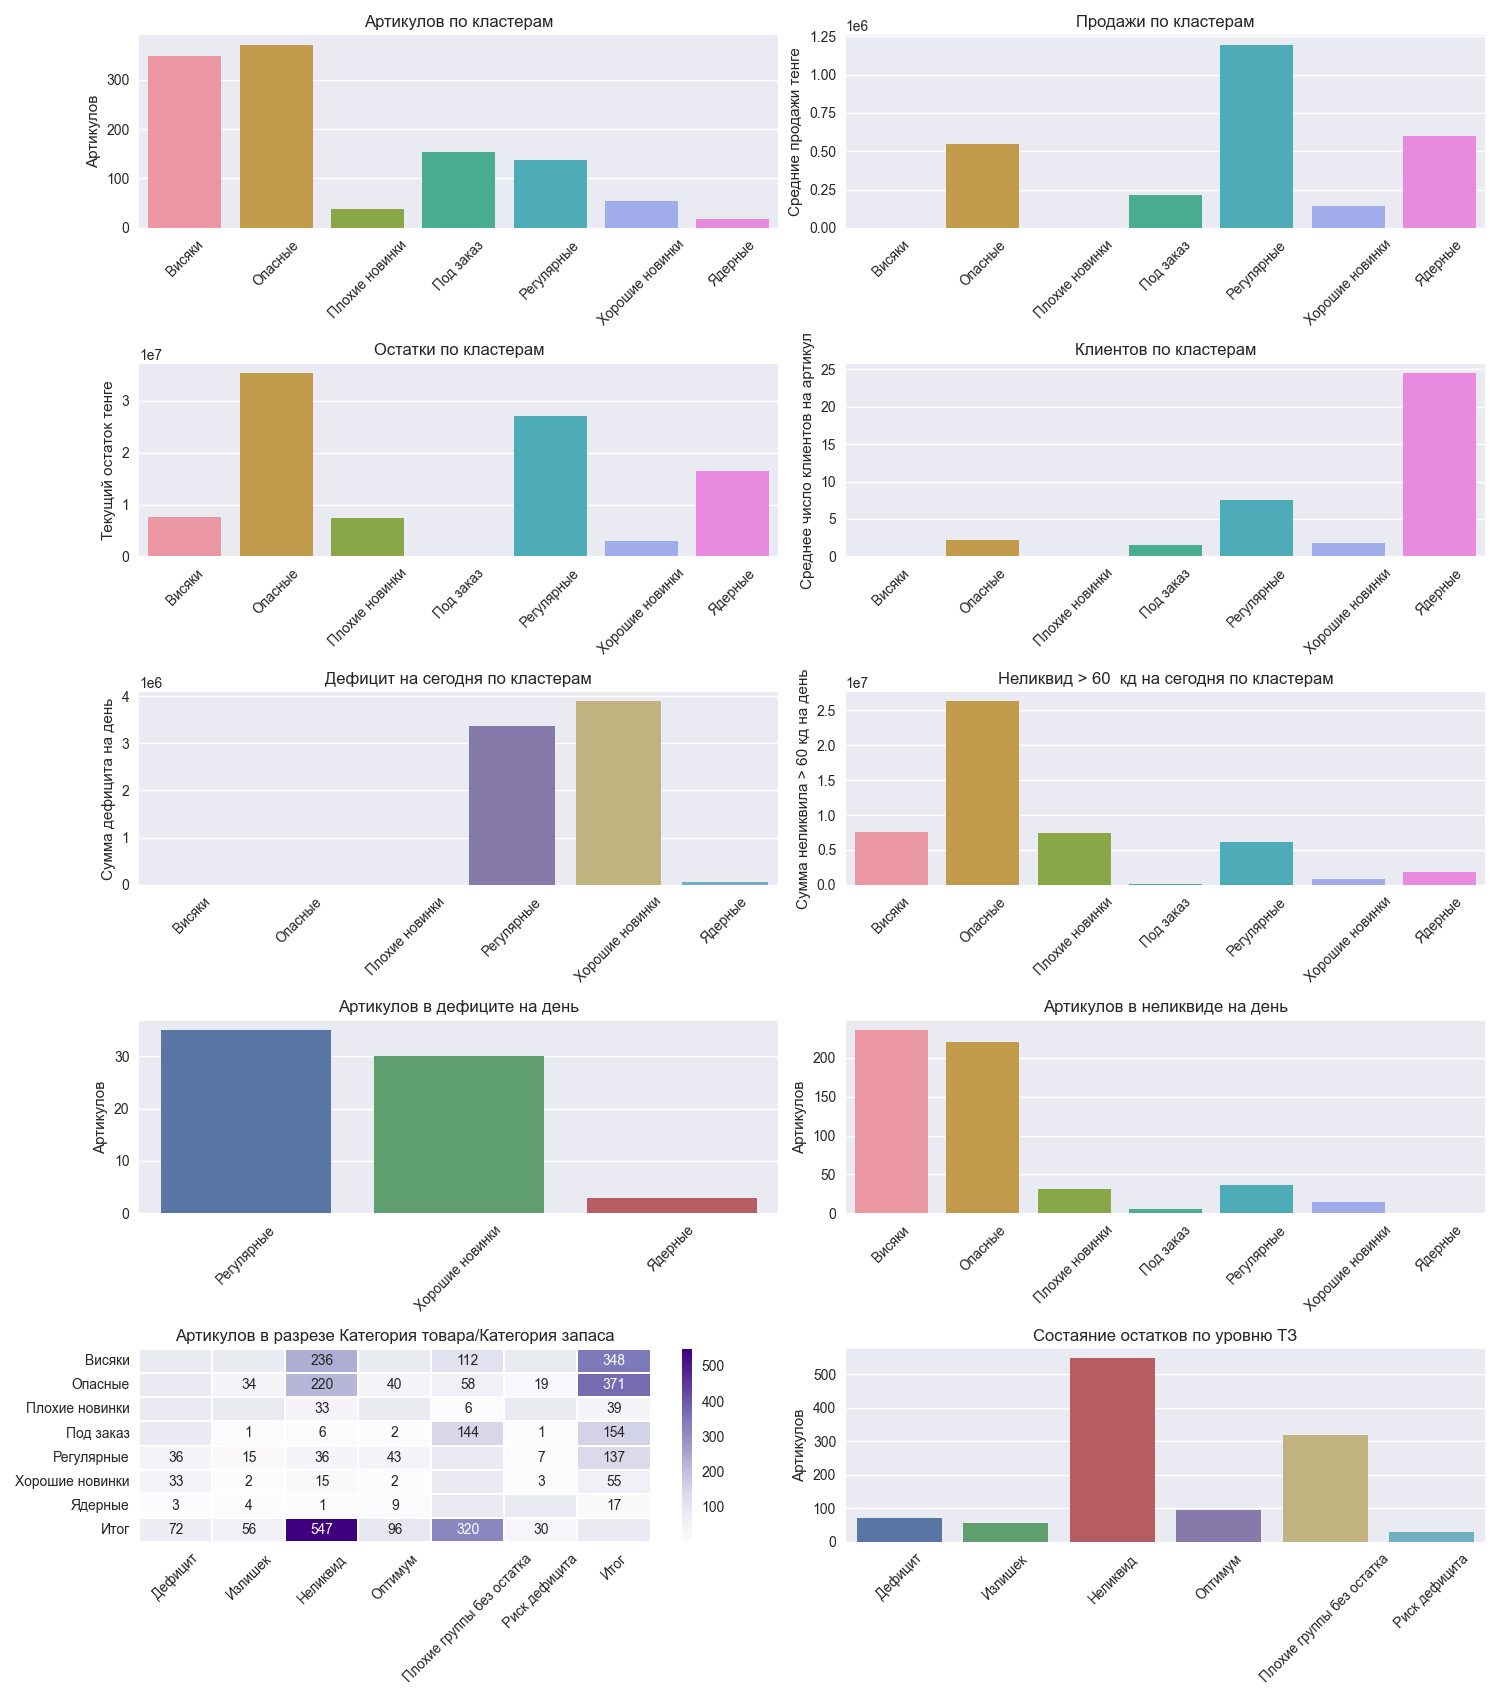 Артикулов по кластерам
Артикулов
300
200
100
0
Висяки
Опасные
Плохие новинки
Под заказ
Регулярные
Хорошие новинки
Ядерные
Продажи по кластерам
1e6
Средние продажи тенге
1.25
1.00
0.75
0.50
0.25
0.00
Висяки
Опасные
Плохие новинки
Под заказ
Регулярные
Хорошие новинки
Ядерные
Остатки по кластерам
1e7
Текущий остаток тенге
3
2
1
0
Висяки
Опасные
Плохие новинки
Под заказ
Регулярные
Хорошие новинки
Ядерные
Клиентов по кластерам
Среднее число клиентов на артикул
25
20
15
10
5
0
Висяки
Опасные
Плохие новинки
Под заказ
Регулярные
Хорошие новинки
Ядерные
Дефицит на сегодня по кластерам
1e6
Сумма дефицита на день
4
3
2
1
0
Висяки
Опасные
Плохие новинки
Регулярные
Хорошие новинки
Ядерные
Неликвид > 60  кд на сегодня по кластерам
1e7
Сумма неликвила > 60 кд на день
2.5
2.0
1.5
1.0
0.5
0.0
Висяки
Опасные
Плохие новинки
Под заказ
Регулярные
Хорошие новинки
Ядерные
Артикулов в дефиците на день
Артикулов
30
20
10
0
Регулярные
Хорошие новинки
Ядерные
Артикулов в неликвиде на день
Артикулов
200
150
100
50
0
Висяки
Опасные
Плохие новинки
Под заказ
Регулярные
Хорошие новинки
Ядерные
Артикулов в разрезе Категория товара/Категория запаса
Висяки 236 112 348
Опасные 34 220 40 58 19 371
Плохие новинки 33 6 39
Под заказ 1 6 2 144 1 154
Регулярные 36 15 36 43 7 137
Хорошие новинки 33 2 15 2 3 55
Ядерные 3 4 1 9 17
Итог 72 56 547 96 320 30
Дефицит
Излишек
Неликвид
Оптимум
Плохие группы без остатка
Риск дефицита
Итог
500
400
300
200
100
Состаяние остатков по уровню ТЗ
Артикулов
500
400
300
200
100
0
Дефицит
Излишек
Неликвид
Оптимум
Плохие группы без остатка
Риск дефицита